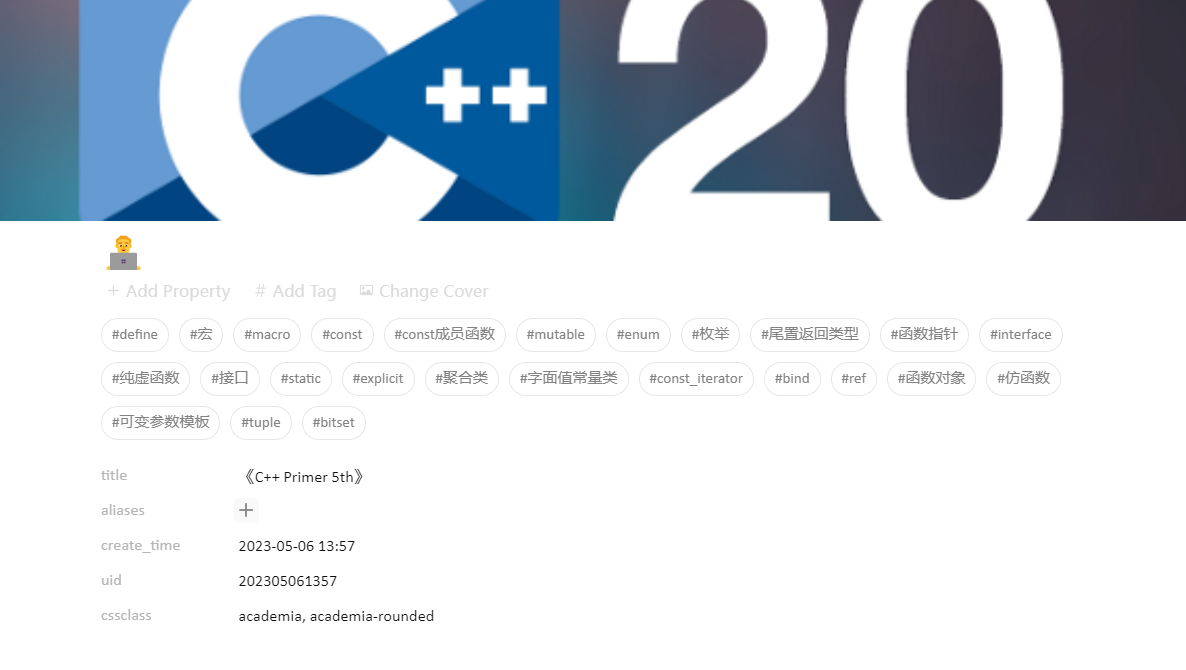 C++ 20
+ Add Property # Add Tag Change Cover
#define #宏 #macro #const #const成员函数 #mutable #enum #枚举 #尾置返回类型 #函数指针 #interface
#纯虚函数 #接口 #static #explicit #聚合类 #字面值常量类 #const_iterator #bind #ref #函数对象 #仿函数
#可变参数模板 #tuple #bitset
title 《C++ Primer 5th》
aliases +
create_time 2023-05-06 13:57
uid 202305061357
cssclass academia, academia-rounded